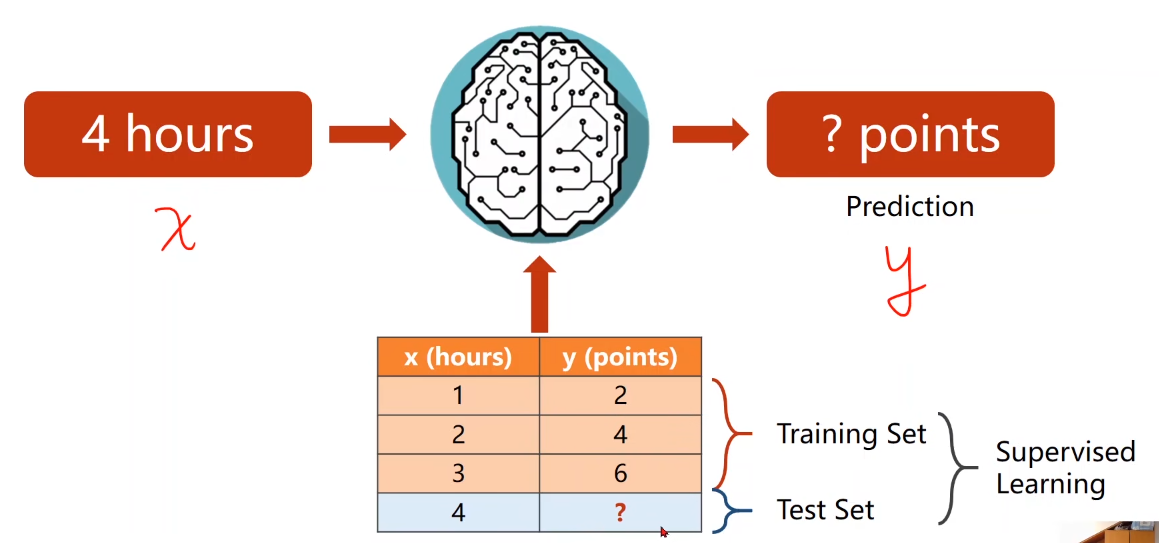 4 hours
? points
Prediction
x
y
x (hours) y (points)
1 2
2 4
3 6
4 ?
Training Set
Test Set
Supervised
Learning